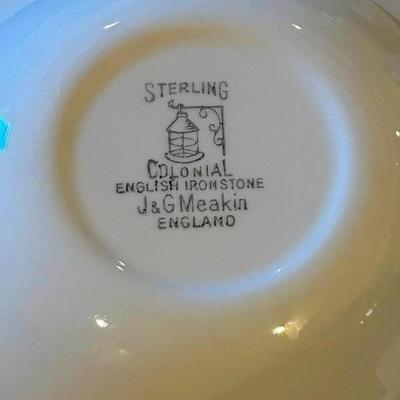 STERLING
COLONIAL
ENGLISH IRONSTONE
J&G Meakin
ENGLAND